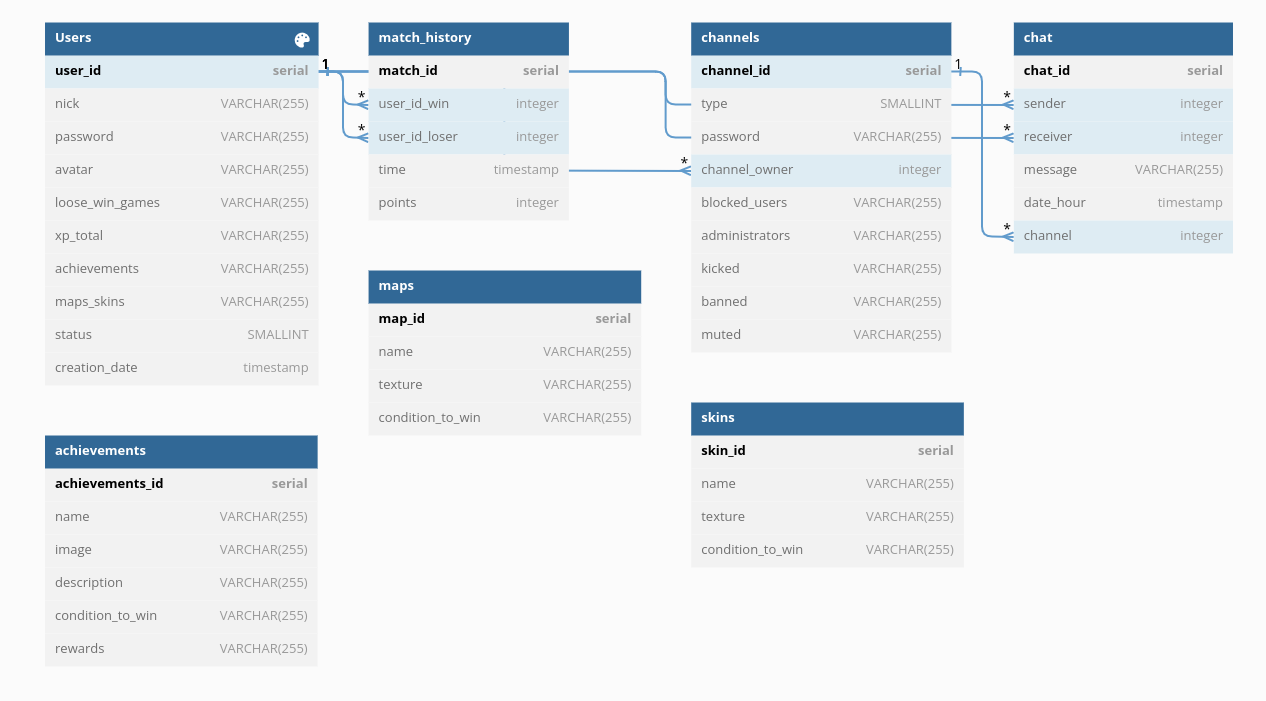 Users
user_id serial
nick VARCHAR(255)
password VARCHAR(255)
avatar VARCHAR(255)
loose_win_games VARCHAR(255)
xp_total VARCHAR(255)
achievements VARCHAR(255)
maps_skins VARCHAR(255)
status SMALLINT
creation_date timestamp
1
match_history
match_id serial
* user_id_win integer
* user_id_loser integer
time timestamp
points integer
channels
channel_id serial
type SMALLINT
password VARCHAR(255)
* channel_owner integer
blocked_users VARCHAR(255)
administrators VARCHAR(255)
kicked VARCHAR(255)
banned VARCHAR(255)
muted VARCHAR(255)
1
chat
chat_id serial
* sender integer
* receiver integer
message VARCHAR(255)
date_hour timestamp
* channel integer
maps
map_id serial
name VARCHAR(255)
texture VARCHAR(255)
condition_to_win VARCHAR(255)
skins
skin_id serial
name VARCHAR(255)
texture VARCHAR(255)
condition_to_win VARCHAR(255)
achievements
achievements_id serial
name VARCHAR(255)
image VARCHAR(255)
description VARCHAR(255)
condition_to_win VARCHAR(255)
rewards VARCHAR(255)